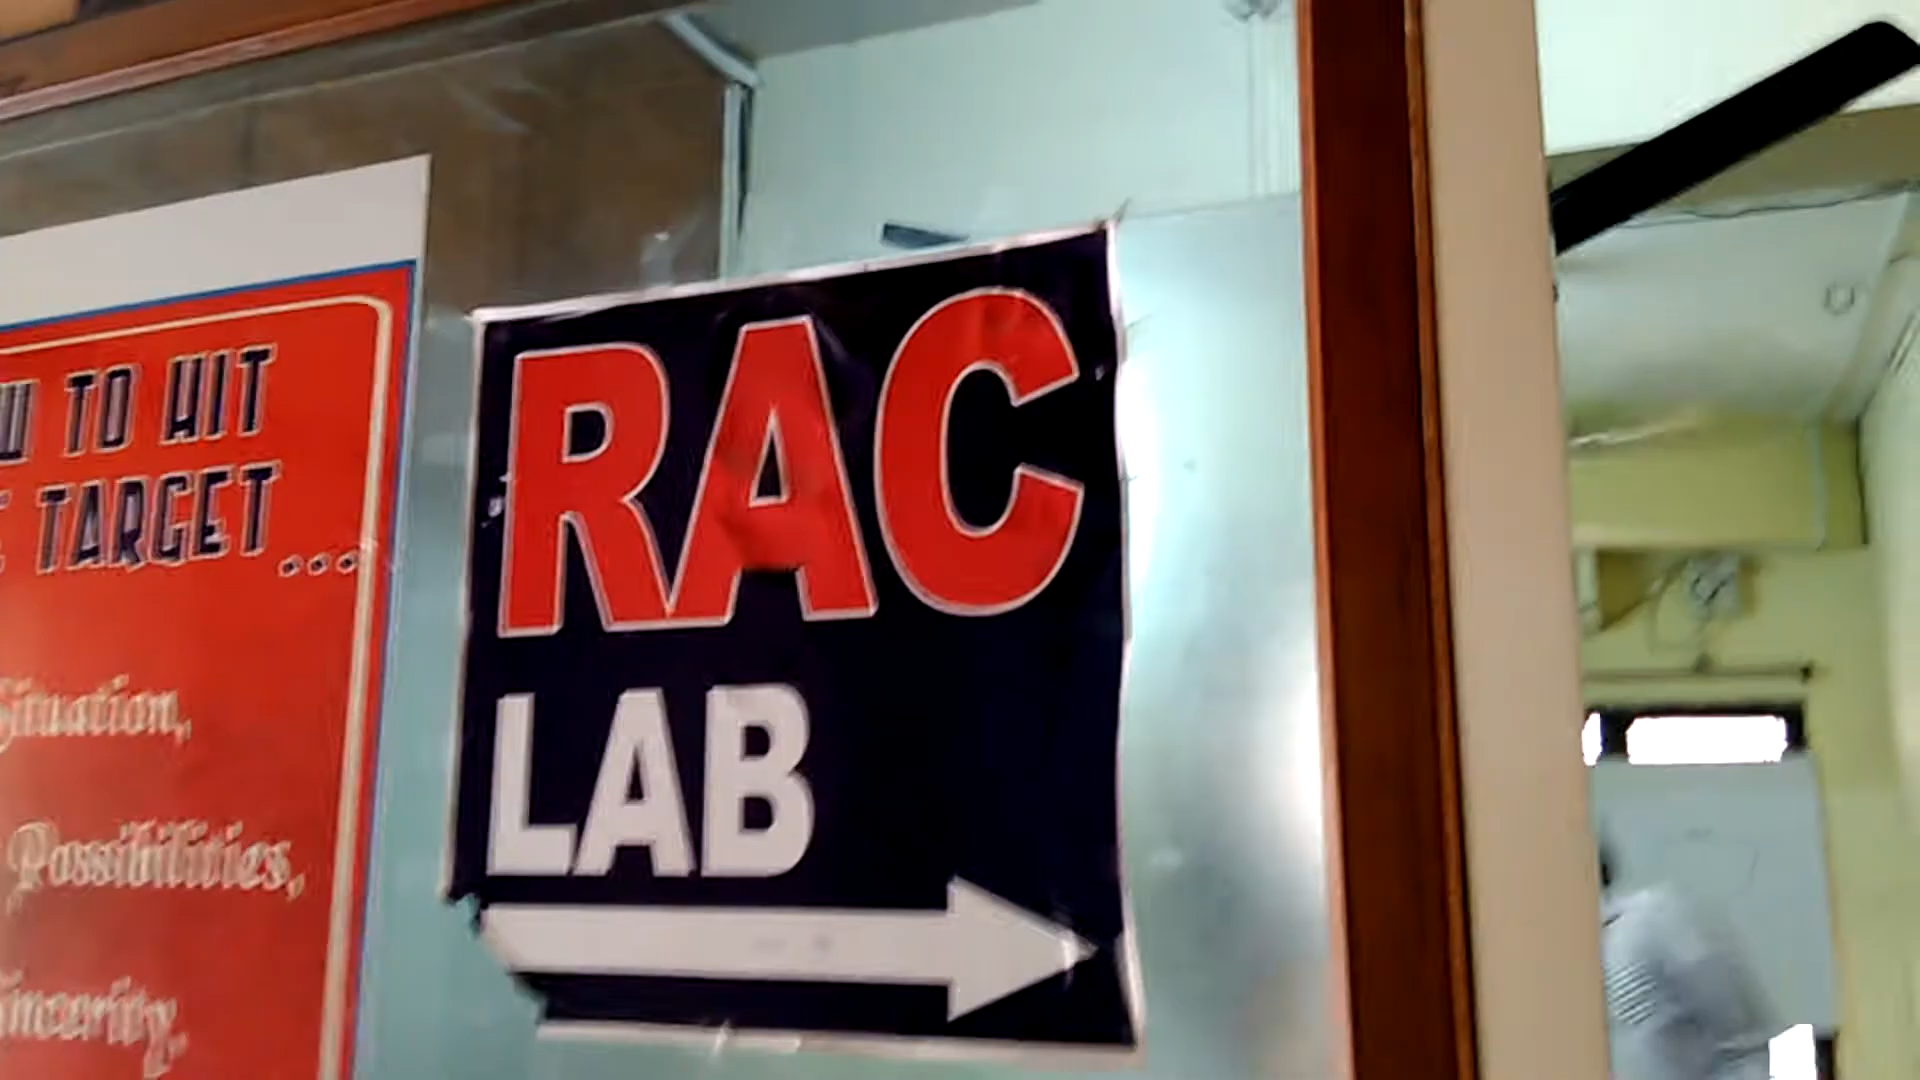 TO HIT
TARGET...
Situation,
Possibilities,
Sincerity,
RAC
LAB